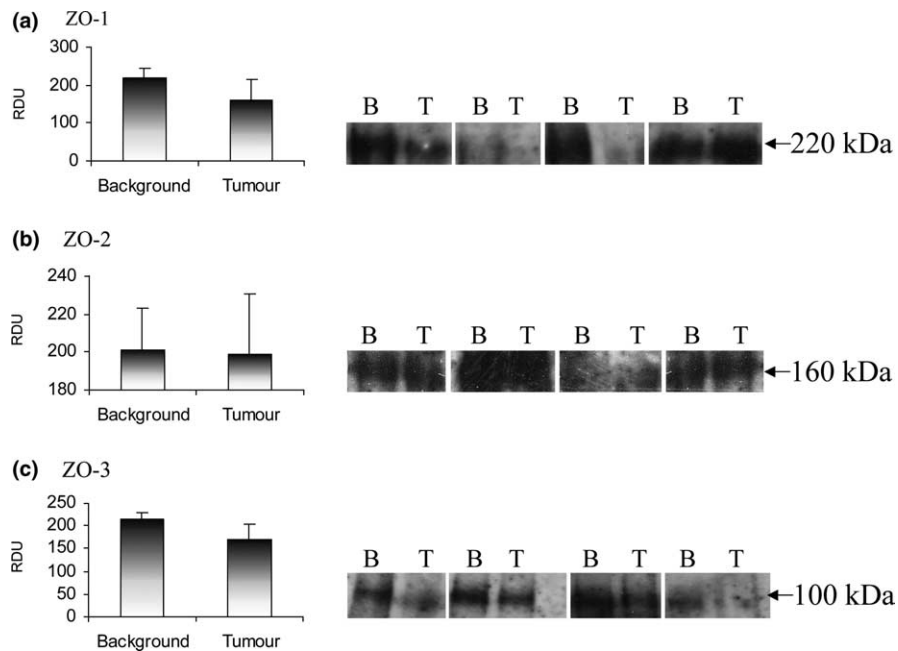 (a) ZO-1
300
200
100
0
RDU
Background Tumour
B T B T B T B T
220 kDa
(b) ZO-2
240
220
200
180
RDU
Background Tumour
B T B T B T B T
160 kDa
(c) ZO-3
250
200
150
100
50
0
RDU
Background Tumour
B T B T B T B T
100 kDa